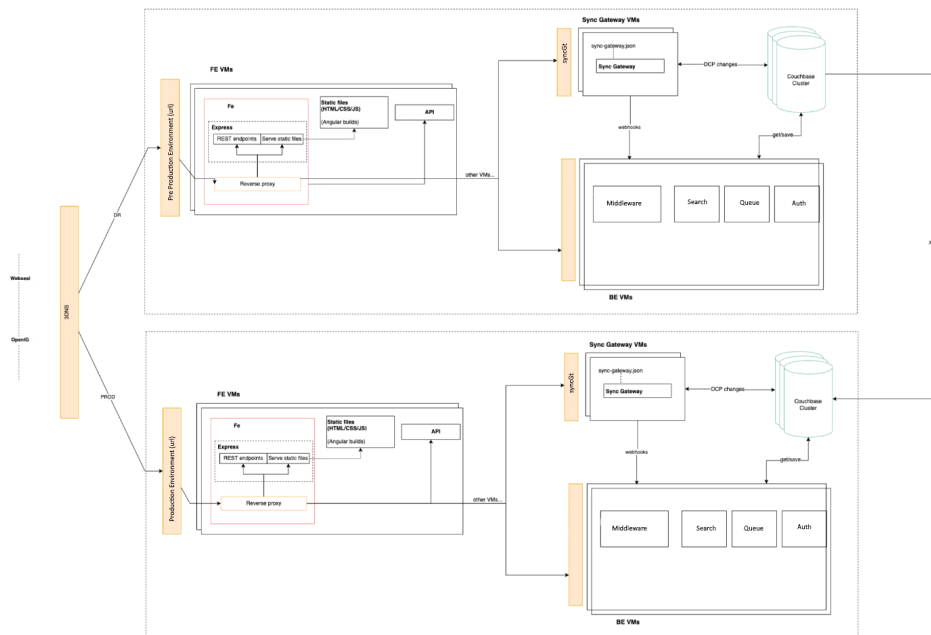 Webseal
OpenIG
3DNS
DR
PROD
Pre Production Environment (url)
FE VMs
Fe
Express
REST endpoints
Serve static files
Reverse proxy
Static files
(HTML/CSS/JS)
(Angular builds)
API
other VMs...
Sync Gateway VMs
syncGt
sync-gateway.json
Sync Gateway
DCP changes
Couchbase
Cluster
webhooks
get/save
Middleware
Search
Queue
Auth
BE VMs
Production Environment (url)
FE VMs
Fe
Express
REST endpoints
Serve static files
Reverse proxy
Static files
(HTML/CSS/JS)
(Angular builds)
API
other VMs...
Sync Gateway VMs
syncGt
sync-gateway.json
Sync Gateway
DCP changes
Couchbase
Cluster
webhooks
get/save
Middleware
Search
Queue
Auth
BE VMs